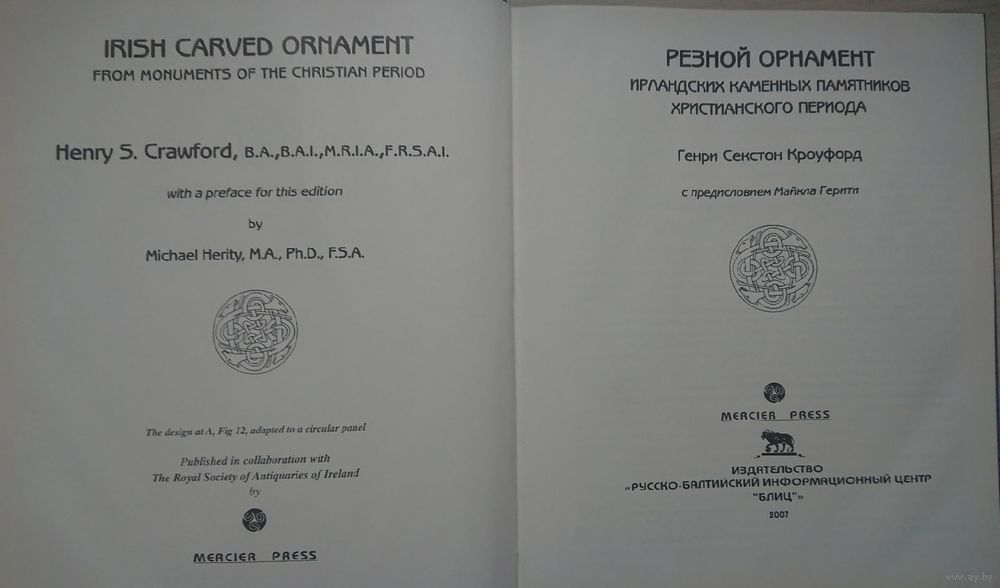 IRISH CARVED ORNAMENT
FROM MONUMENTS OF THE CHRISTIAN PERIOD
Henry S. Crawford, B.A.,B.A.I.,M.R.I.A.,F.R.S.A.I.
with a preface for this edition
by
Michael Herity, M.A., Ph.D., F.S.A.
The design at A, Fig 12, adapted to a circular panel
Published in collaboration with
The Royal Society of Antiquaries of Ireland
by
MERCIER PRESS
РЕЗНОЙ ОРНАМЕНТ
ИРЛАНДСКИХ КАМЕННЫХ ПАМЯТНИКОВ
ХРИСТИАНСКОГО ПЕРИОДА
Генри Секстон Кроуфорд
с предисловием Майкла Герити
MERCIER PRESS
ИЗДАТЕЛЬСТВО
«РУССКО-БАЛТИЙСКИЙ ИНФОРМАЦИОННЫЙ ЦЕНТР
"БЛИЦ"»
2007
www.ay.by